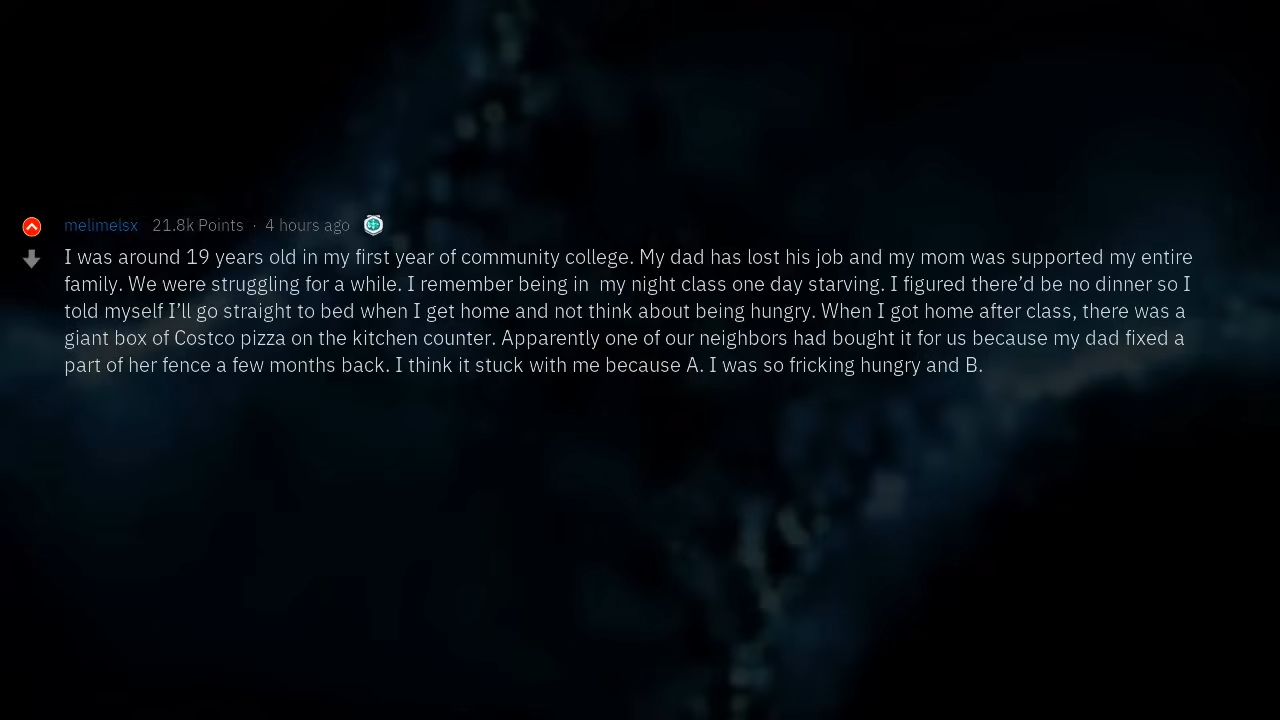 melimelsx 21.8k Points · 4 hours ago
I was around 19 years old in my first year of community college. My dad has lost his job and my mom was supported my entire
family. We were struggling for a while. I remember being in  my night class one day starving. I figured there’d be no dinner so I
told myself I’ll go straight to bed when I get home and not think about being hungry. When I got home after class, there was a
giant box of Costco pizza on the kitchen counter. Apparently one of our neighbors had bought it for us because my dad fixed a
part of her fence a few months back. I think it stuck with me because A. I was so fricking hungry and B.